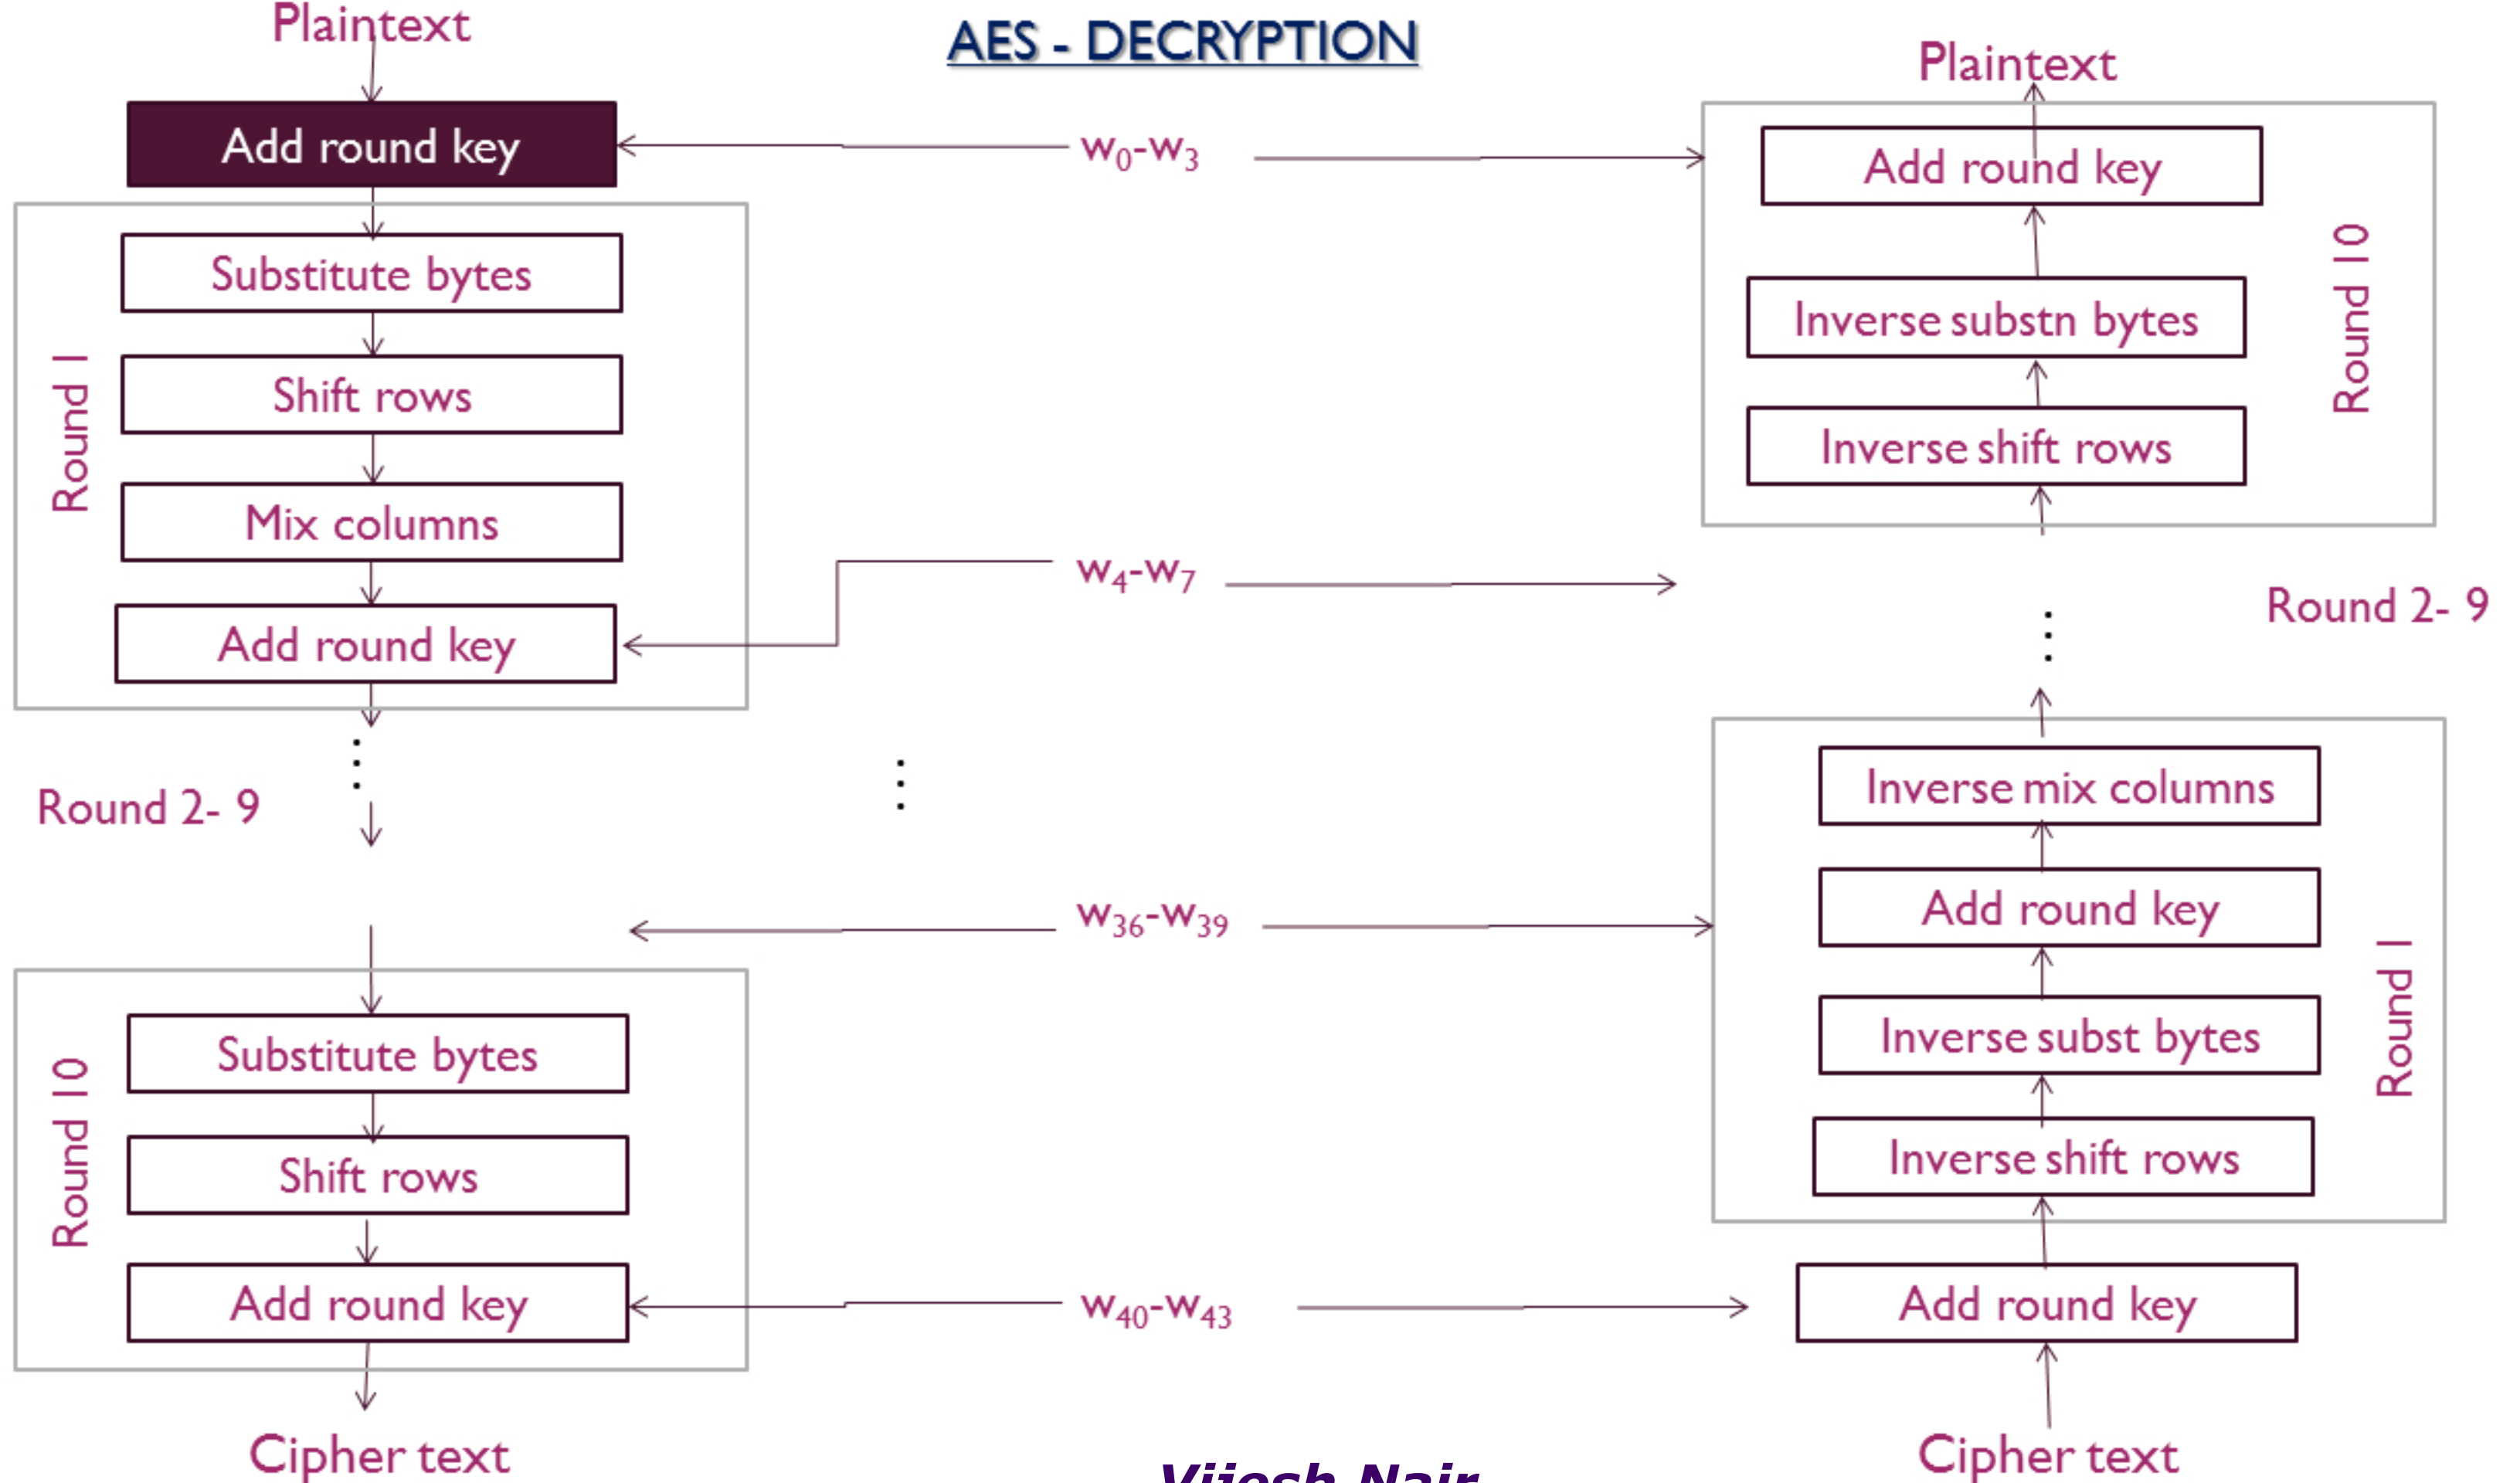 AES - DECRYPTION
Plaintext
Add round key
Round 1
Substitute bytes
Shift rows
Mix columns
Add round key
Round 2- 9
Round 10
Substitute bytes
Shift rows
Add round key
Cipher text
w0-w3
w4-w7
w36-w39
w40-w43
Plaintext
Add round key
Inverse substn bytes
Inverse shift rows
Round 10
Round 2- 9
Inverse mix columns
Add round key
Inverse subst bytes
Inverse shift rows
Round 1
Add round key
Cipher text
Vijesh Nair